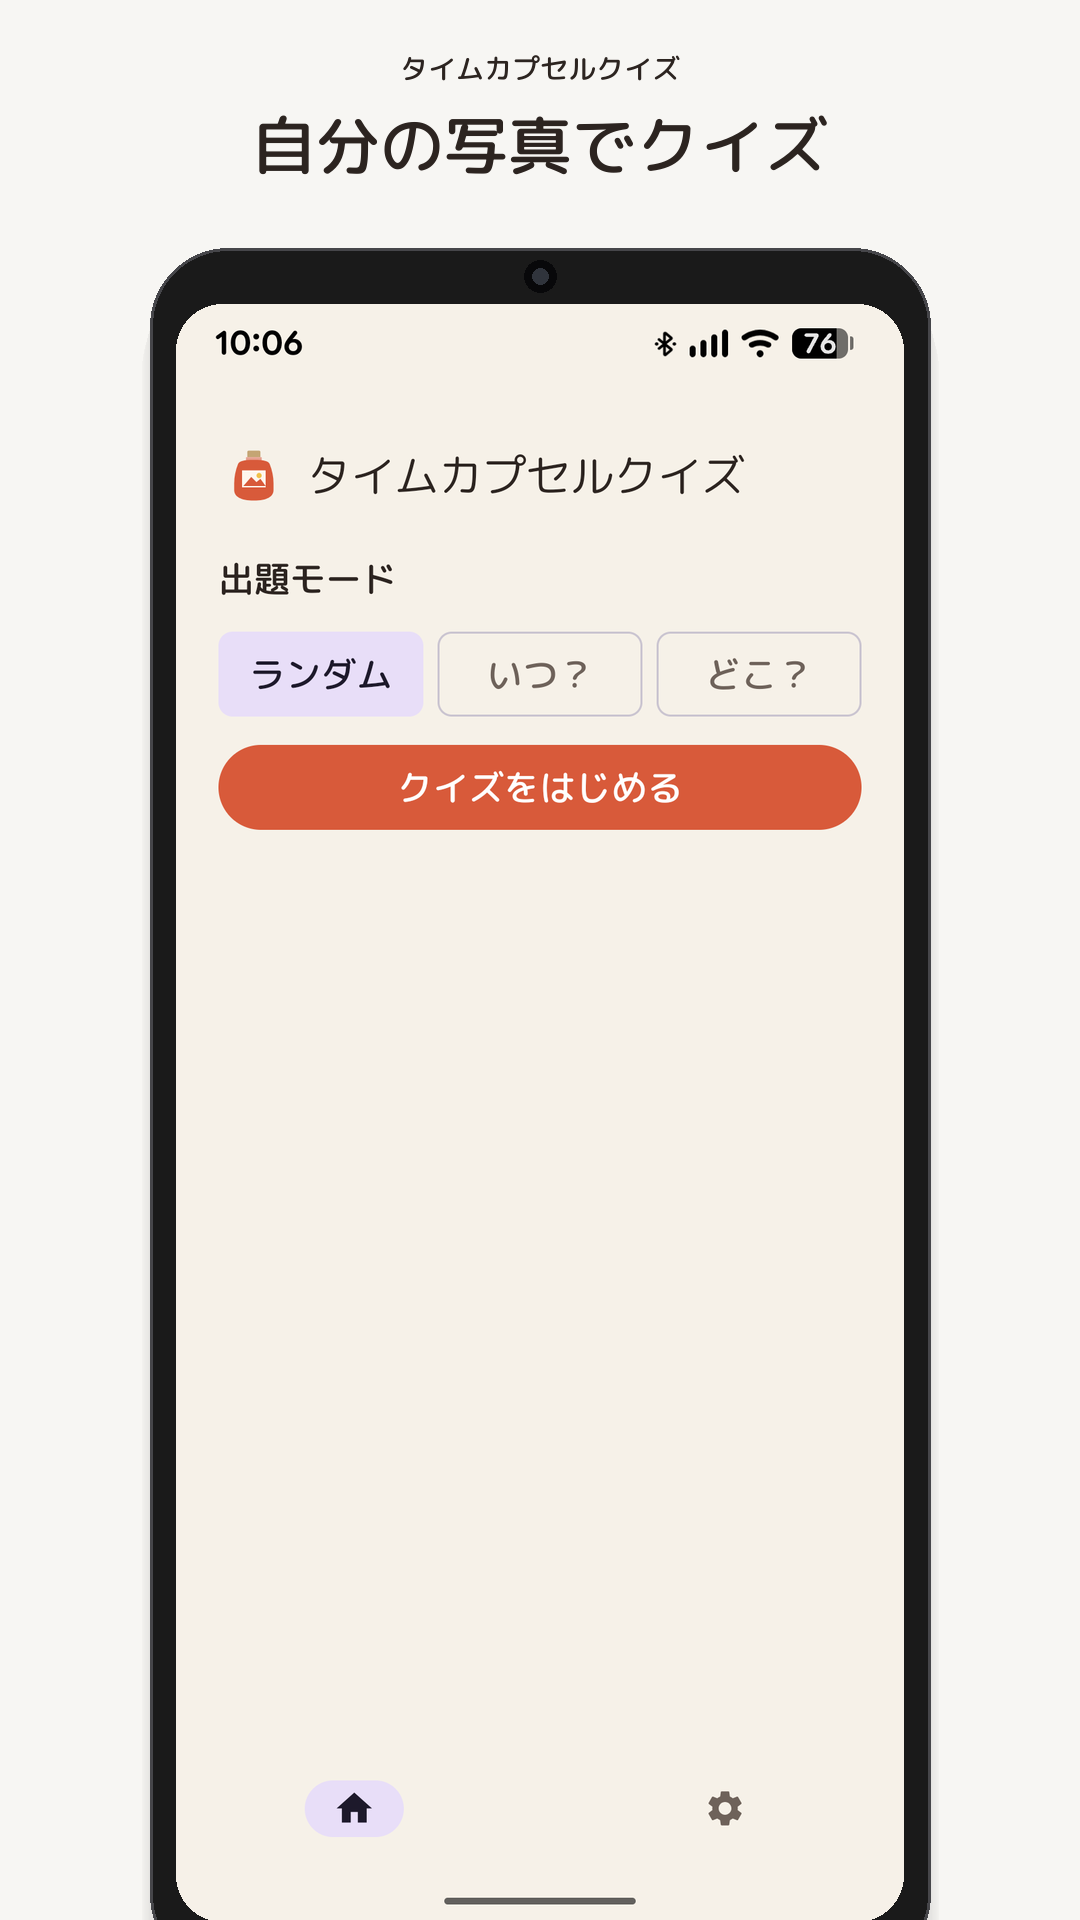 タイムカプセルクイズ
自分の写真でクイズ
10:06
76
タイムカプセルクイズ
出題モード
ランダム
いつ？
どこ？
クイズをはじめる